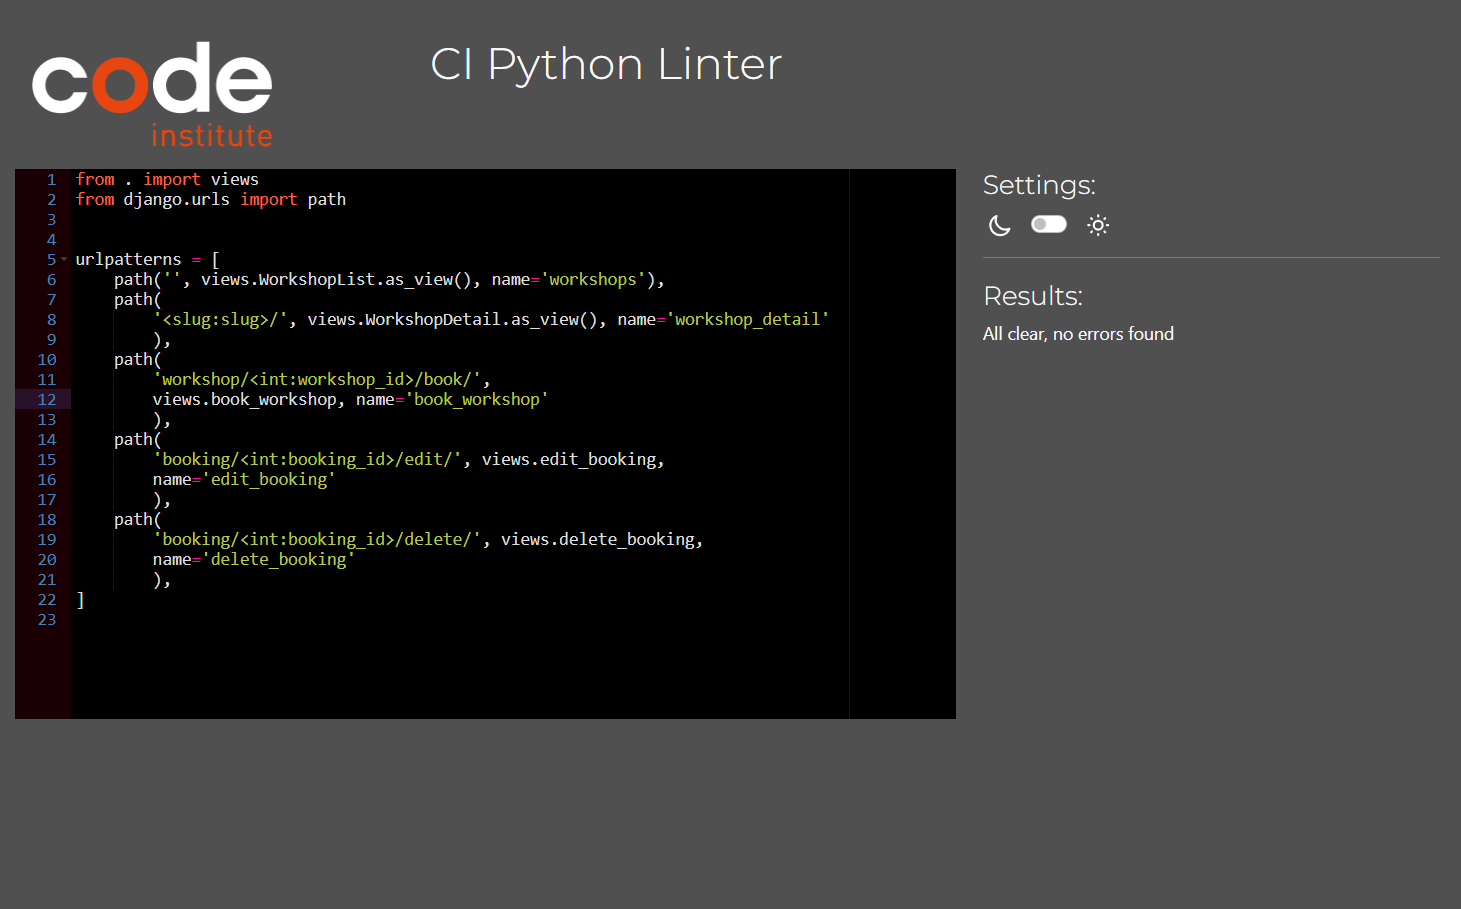 code
institute
CI Python Linter
1 from . import views
2 from django.urls import path
3
4
5 urlpatterns = [
6     path('', views.WorkshopList.as_view(), name='workshops'),
7     path(
8         '<slug:slug>/', views.WorkshopDetail.as_view(), name='workshop_detail'
9         ),
10     path(
11         'workshop/<int:workshop_id>/book/',
12         views.book_workshop, name='book_workshop'
13         ),
14     path(
15         'booking/<int:booking_id>/edit/', views.edit_booking,
16         name='edit_booking'
17         ),
18     path(
19         'booking/<int:booking_id>/delete/', views.delete_booking,
20         name='delete_booking'
21         ),
22 ]
23
Settings:
Results:
All clear, no errors found